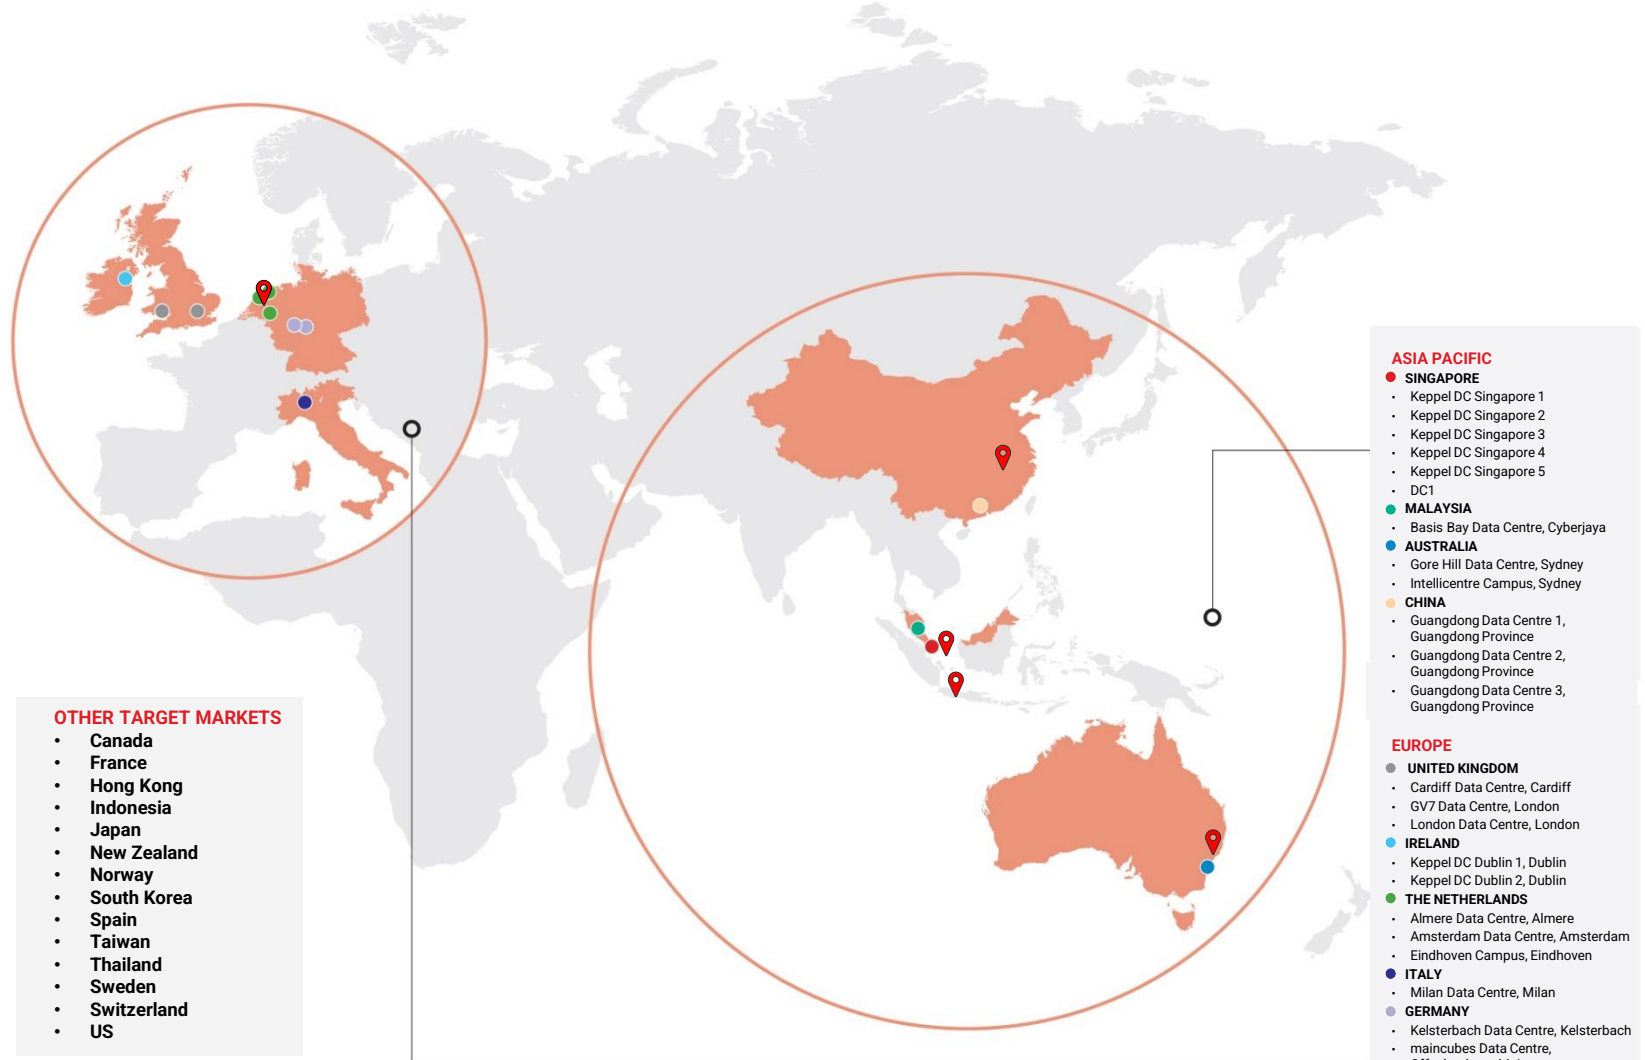 ASIA PACIFIC
SINGAPORE
• Keppel DC Singapore 1
• Keppel DC Singapore 2
• Keppel DC Singapore 3
• Keppel DC Singapore 4
• Keppel DC Singapore 5
• DC1
MALAYSIA
• Basis Bay Data Centre, Cyberjaya
AUSTRALIA
• Gore Hill Data Centre, Sydney
• Intellicentre Campus, Sydney
CHINA
• Guangdong Data Centre 1,
Guangdong Province
• Guangdong Data Centre 2,
Guangdong Province
• Guangdong Data Centre 3,
Guangdong Province
EUROPE
UNITED KINGDOM
• Cardiff Data Centre, Cardiff
• GV7 Data Centre, London
• London Data Centre, London
IRELAND
• Keppel DC Dublin 1, Dublin
• Keppel DC Dublin 2, Dublin
THE NETHERLANDS
• Almere Data Centre, Almere
• Amsterdam Data Centre, Amsterdam
• Eindhoven Campus, Eindhoven
ITALY
• Milan Data Centre, Milan
GERMANY
• Kelsterbach Data Centre, Kelsterbach
• maincubes Data Centre,
OTHER TARGET MARKETS
• Canada
• France
• Hong Kong
• Indonesia
• Japan
• New Zealand
• Norway
• South Korea
• Spain
• Taiwan
• Thailand
• Sweden
• Switzerland
• US